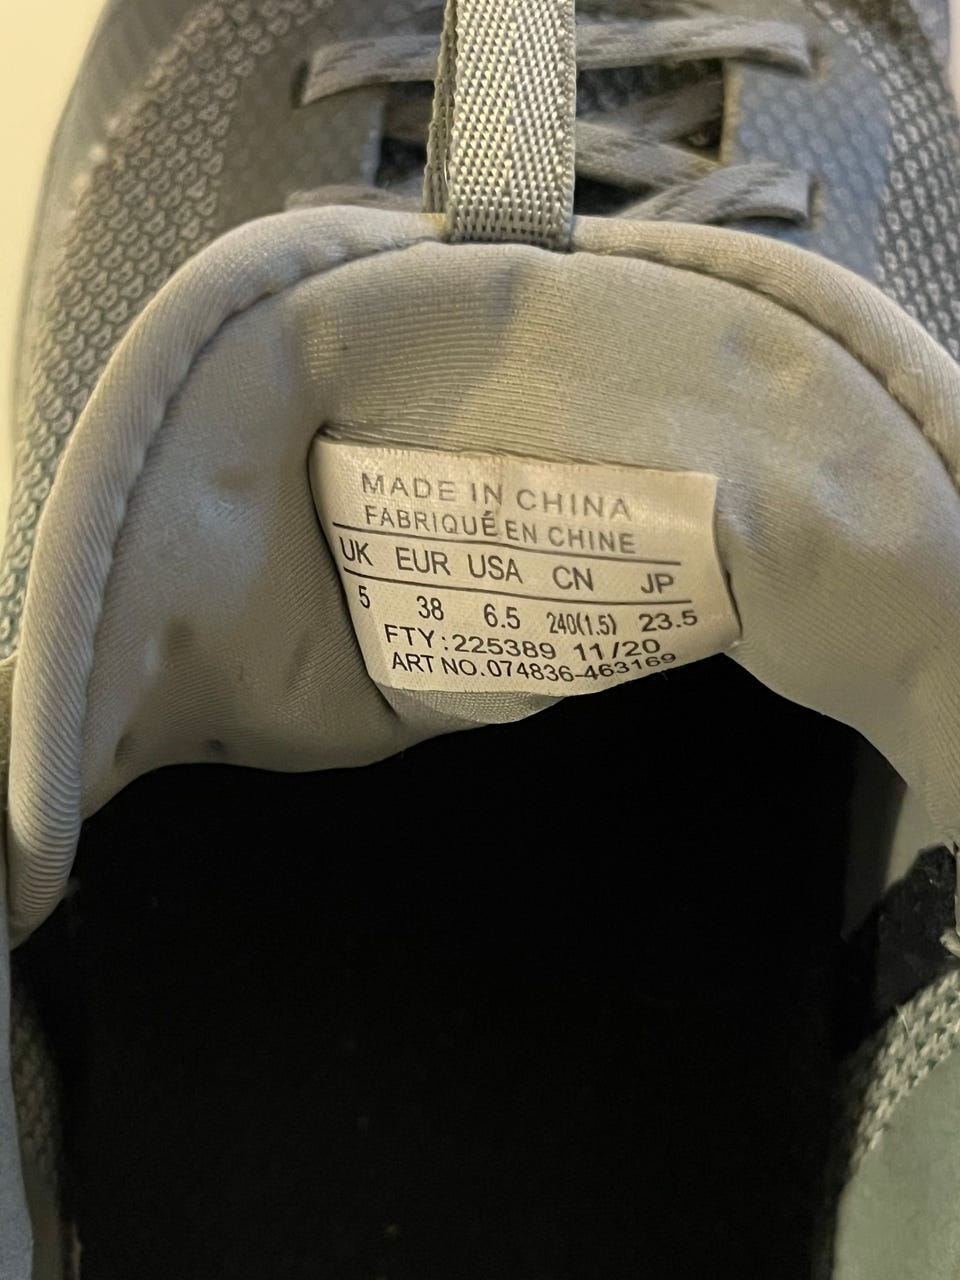 MADE IN CHINA
FABRIQUÉ EN CHINE
UK EUR USA CN JP
5 38 6.5 240(1.5) 23.5
FTY:225389 11/20
ART NO.074836-463169